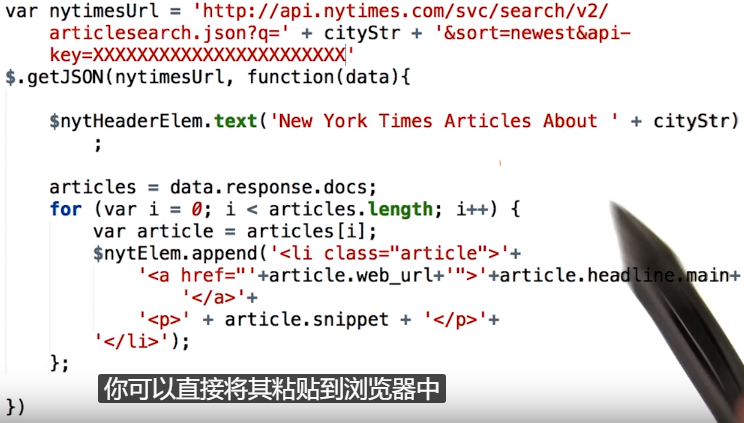 var nytimesUrl = 'http://api.nytimes.com/svc/search/v2/
articlesearch.json?q=' + cityStr + '&sort=newest&api-
key=XXXXXXXXXXXXXXXXXXXXXXX'
$.getJSON(nytimesUrl, function(data){
$nytHeaderElem.text('New York Times Articles About ' + cityStr)
;
articles = data.response.docs;
for (var i = 0; i < articles.length; i++) {
var article = articles[i];
$nytElem.append('<li class="article">'+
'<a href="'+article.web_url+'">'+article.headline.main+
'</a>'+
'<p>' + article.snippet + '</p>'+
'</li>');
};
你可以直接将其粘贴到浏览器中
})